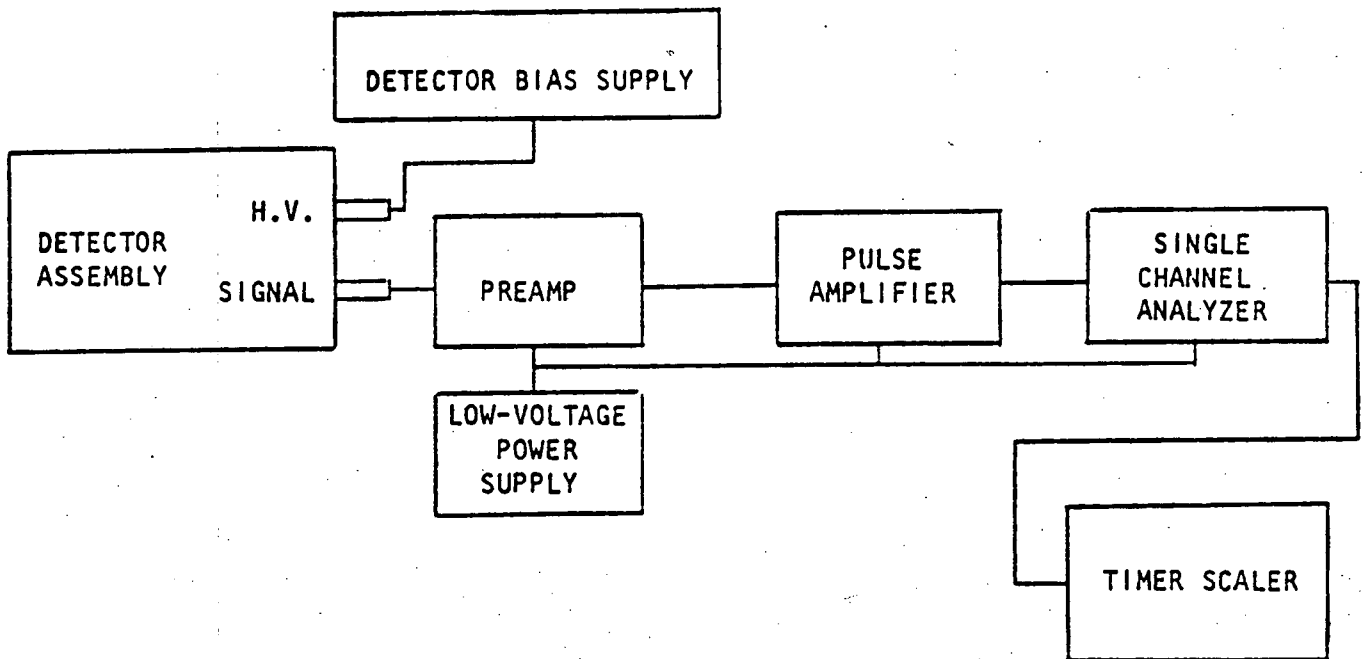 DETECTOR BIAS SUPPLY
H.V.
DETECTOR
ASSEMBLY
SIGNAL
PREAMP
PULSE
AMPLIFIER
SINGLE
CHANNEL
ANALYZER
LOW-VOLTAGE
POWER
SUPPLY
TIMER SCALER